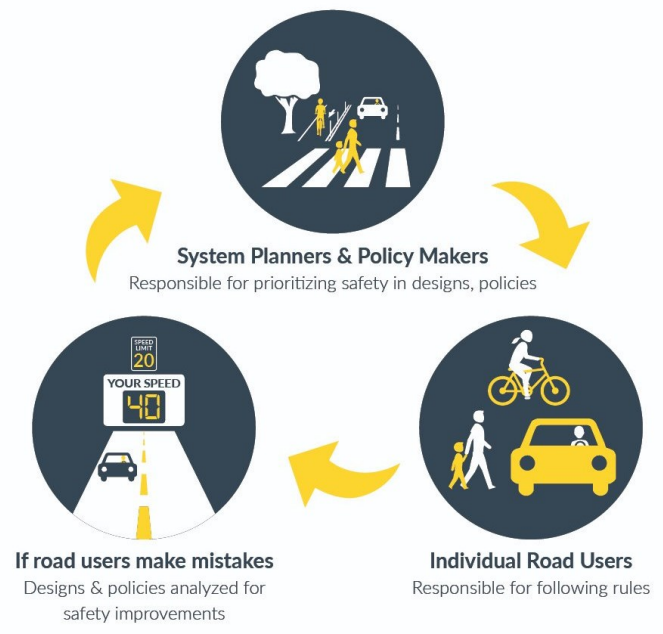 System Planners & Policy Makers
Responsible for prioritizing safety in designs, policies
SPEED
LIMIT
20
YOUR SPEED
40
If road users make mistakes
Designs & policies analyzed for
safety improvements
Individual Road Users
Responsible for following rules